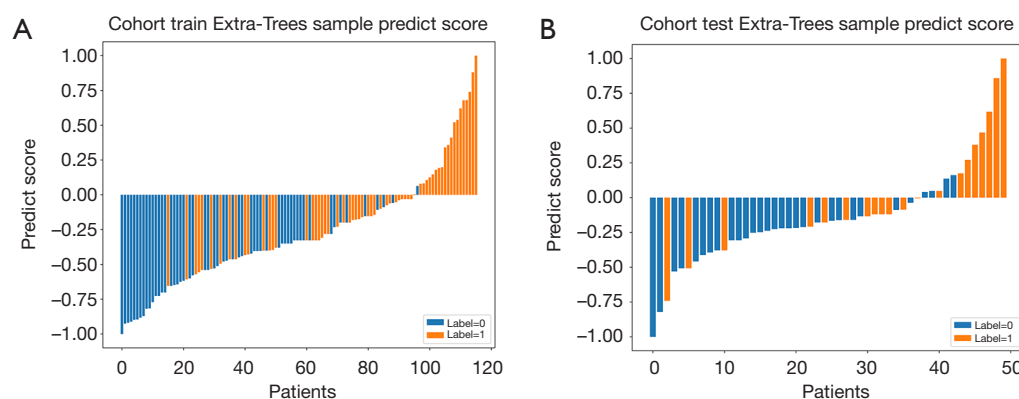 A
Cohort train Extra-Trees sample predict score
1.00
0.75
0.50
0.25
0.00
−0.25
−0.50
−0.75
−1.00
Predict score
0 20 40 60 80 100 120
Patients
Label=0
Label=1
B
Cohort test Extra-Trees sample predict score
1.00
0.75
0.50
0.25
0.00
−0.25
−0.50
−0.75
−1.00
Predict score
0 10 20 30 40 50
Patients
Label=0
Label=1